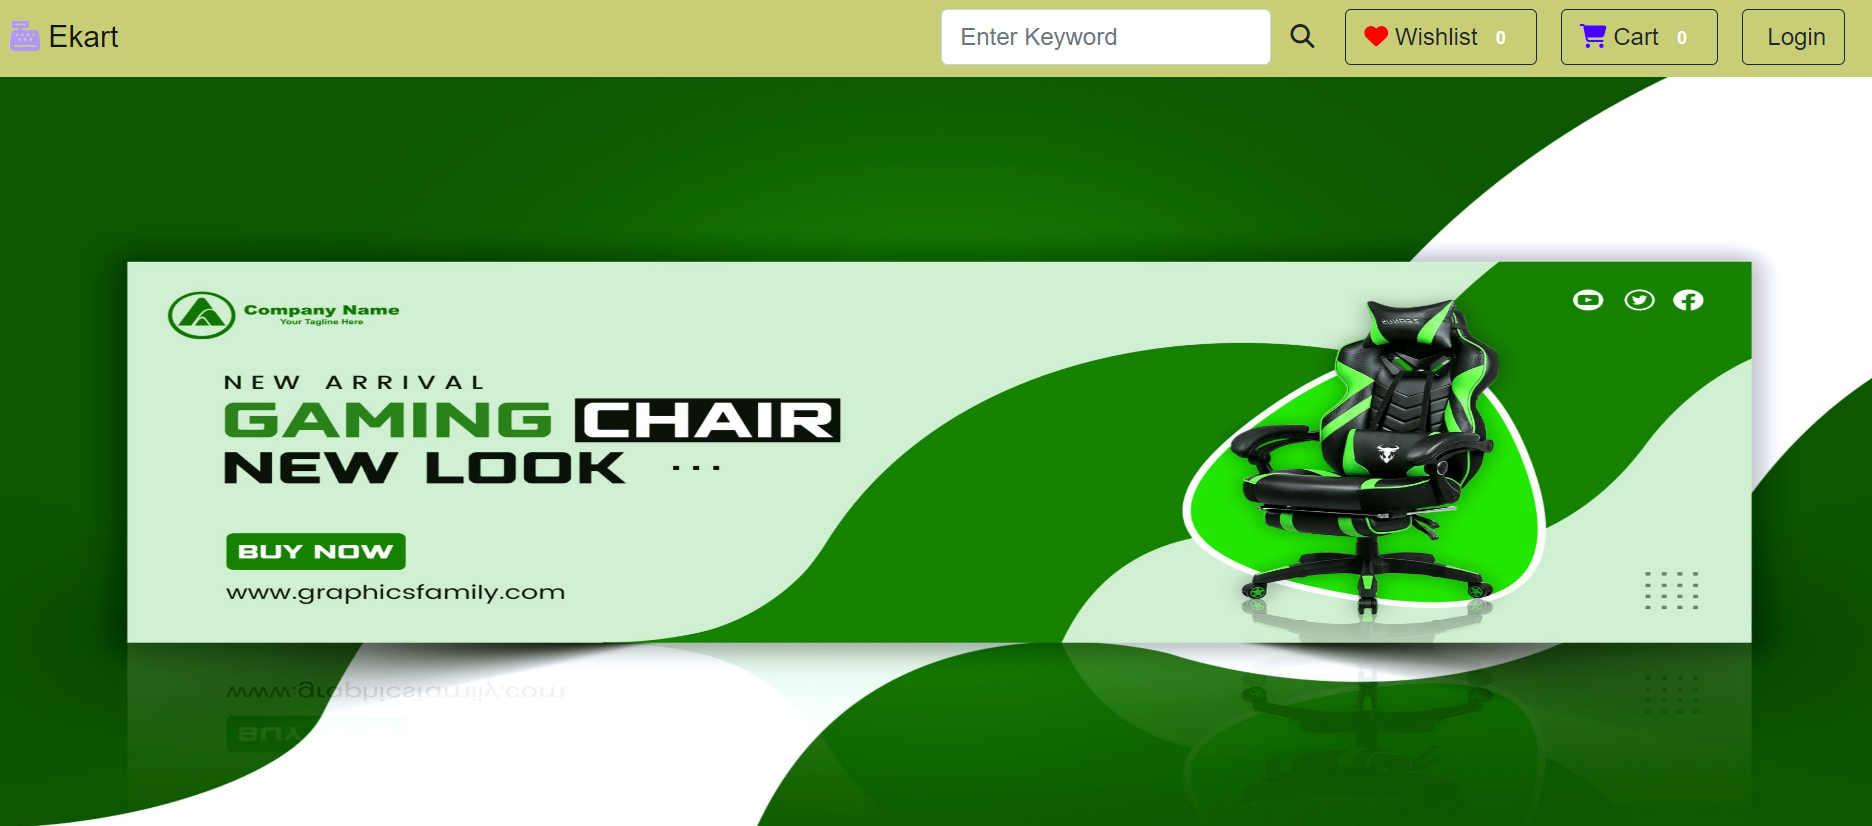 Ekart
Enter Keyword
Wishlist 0
Cart 0
Login
Company Name
Your Tagline Here
NEW ARRIVAL
GAMING CHAIR
NEW LOOK ...
BUY NOW
www.graphicsfamily.com